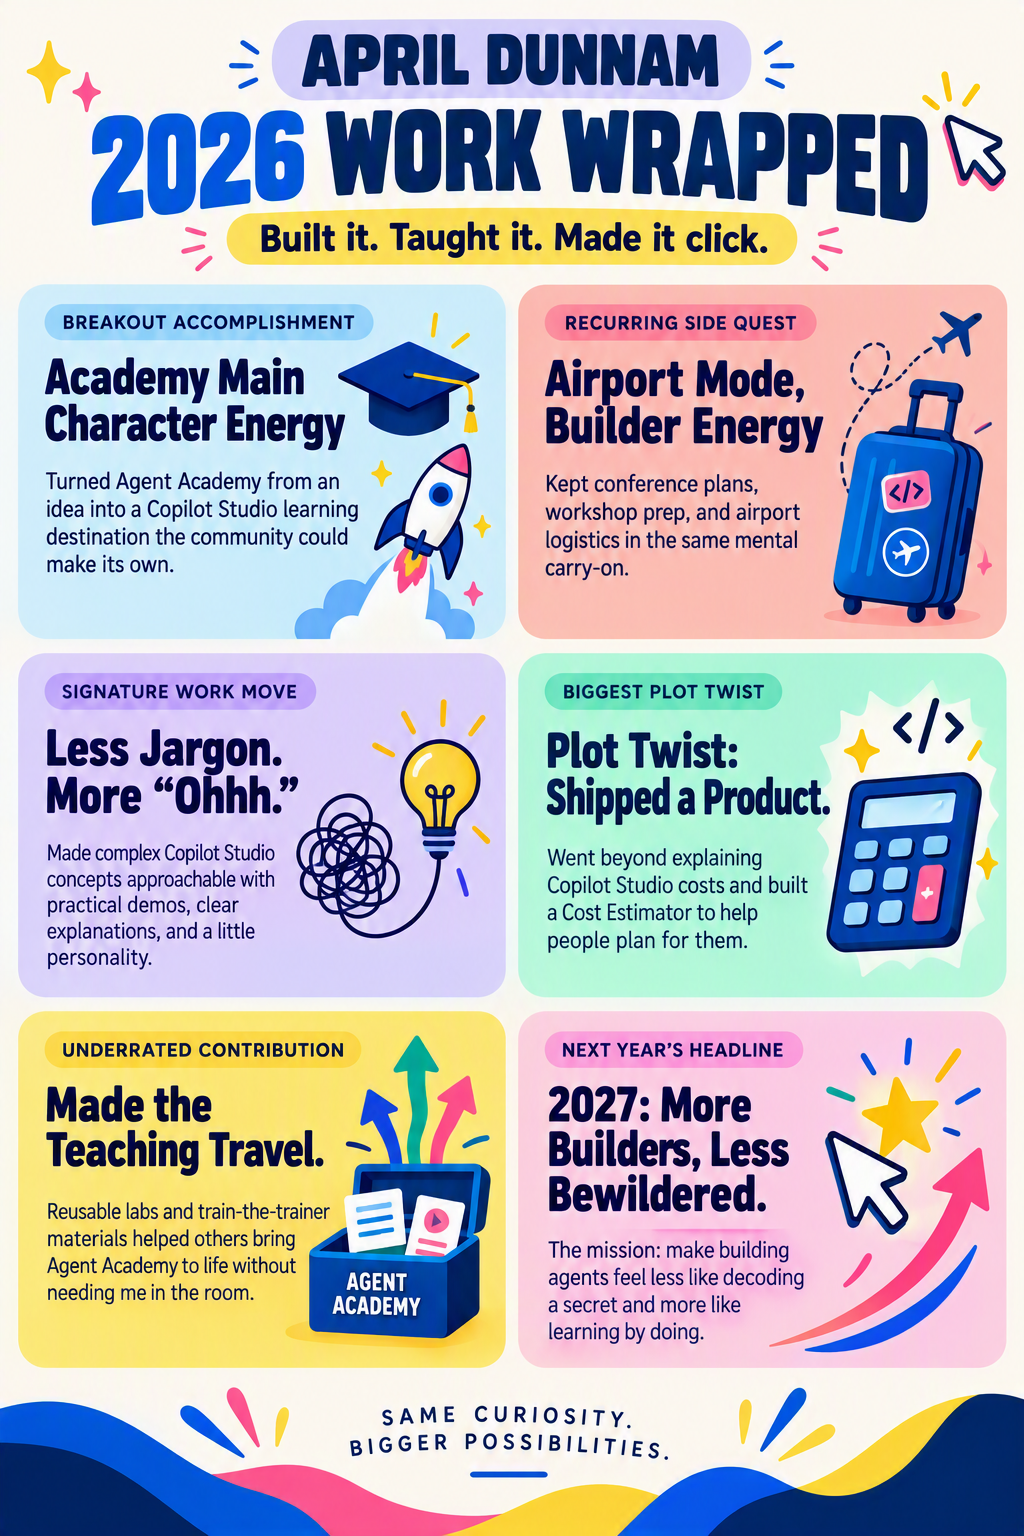 APRIL DUNNAM
2026 WORK WRAPPED
Built it. Taught it. Made it click.
BREAKOUT ACCOMPLISHMENT
Academy Main
Character Energy
Turned Agent Academy from an
idea into a Copilot Studio learning
destination the community could
make its own.
RECURRING SIDE QUEST
Airport Mode,
Builder Energy
Kept conference plans,
workshop prep, and airport
logistics in the same mental
carry-on.
</>
SIGNATURE WORK MOVE
Less Jargon.
More “Ohhh.”
Made complex Copilot Studio
concepts approachable with
practical demos, clear
explanations, and a little
personality.
BIGGEST PLOT TWIST
Plot Twist:
Shipped a Product.
Went beyond explaining
Copilot Studio costs and built
a Cost Estimator to help
people plan for them.
</>
UNDERRATED CONTRIBUTION
Made the
Teaching Travel.
Reusable labs and train-the-trainer
materials helped others bring
Agent Academy to life without
needing me in the room.
AGENT
ACADEMY
NEXT YEAR’S HEADLINE
2027: More
Builders, Less
Bewildered.
The mission: make building
agents feel less like decoding
a secret and more like
learning by doing.
SAME CURIOSITY.
BIGGER POSSIBILITIES.